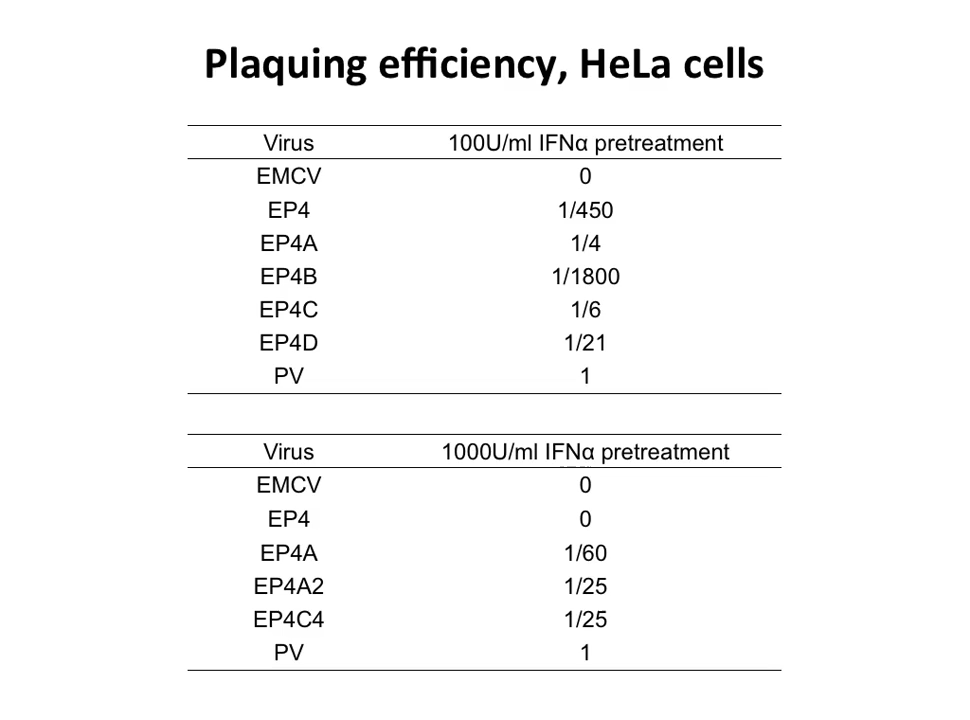 Plaquing efficiency, HeLa cells
Virus 100U/ml IFNα pretreatment
EMCV 0
EP4 1/450
EP4A 1/4
EP4B 1/1800
EP4C 1/6
EP4D 1/21
PV 1
Virus 1000U/ml IFNα pretreatment
EMCV 0
EP4 0
EP4A 1/60
EP4A2 1/25
EP4C4 1/25
PV 1